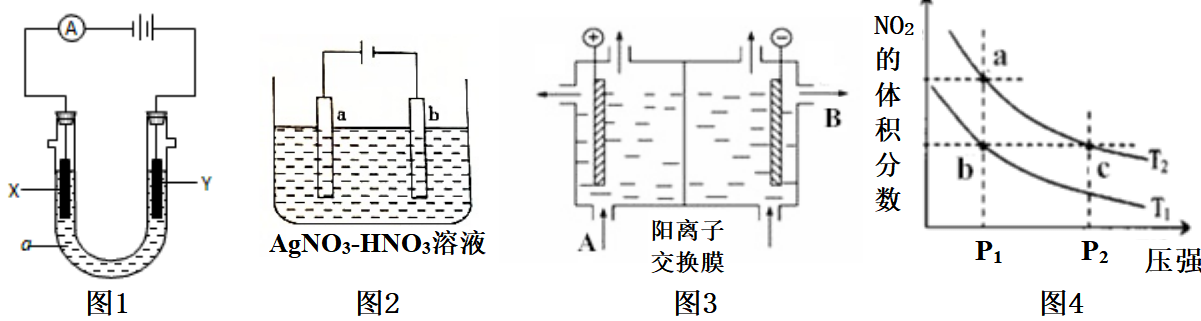 A
X
Y
a
图1
a
b
AgNO₃-HNO₃溶液
图2
+
−
B
A
阳离子
交换膜
图3
NO₂
的
体
积
分
数
a
b
c
T₂
T₁
P₁
P₂
压强
图4